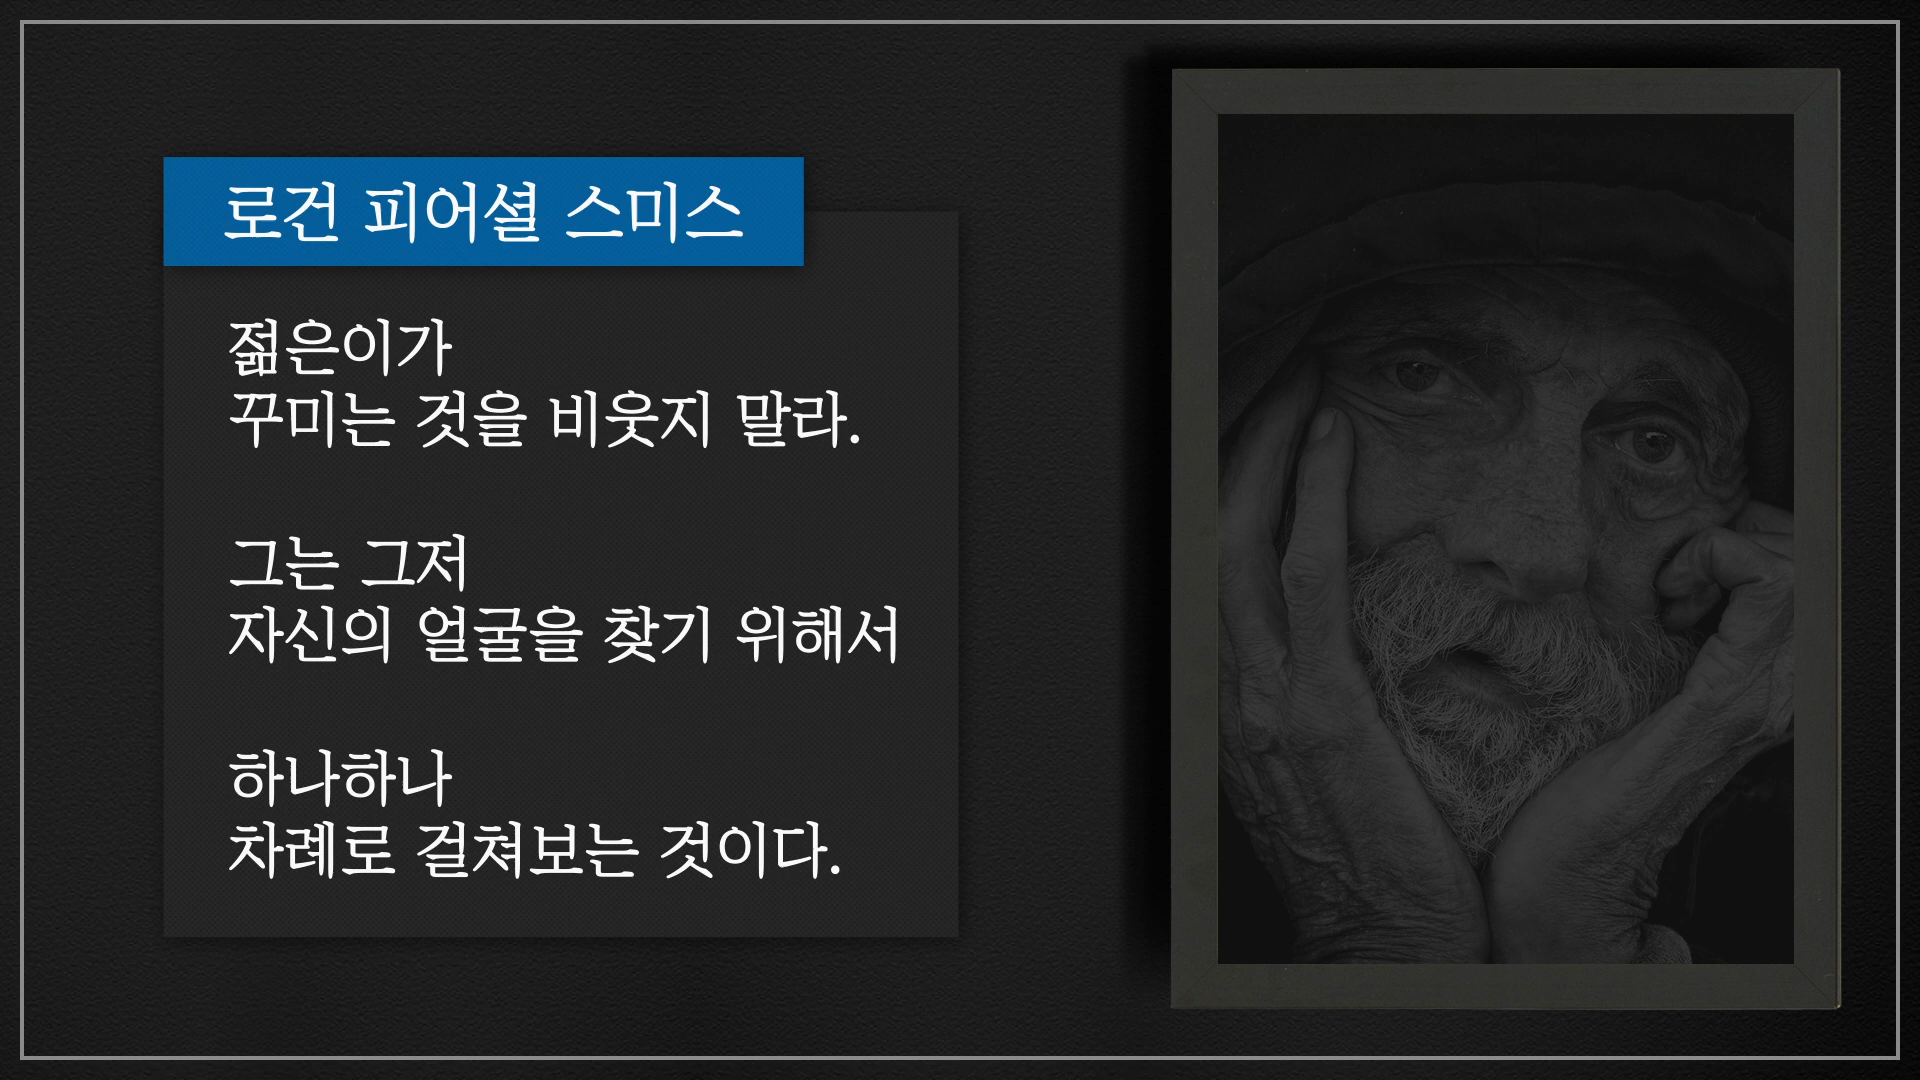 로건 피어셜 스미스
젊은이가
꾸미는 것을 비웃지 말라.
그는 그저
자신의 얼굴을 찾기 위해서
하나하나
차례로 걸쳐보는 것이다.